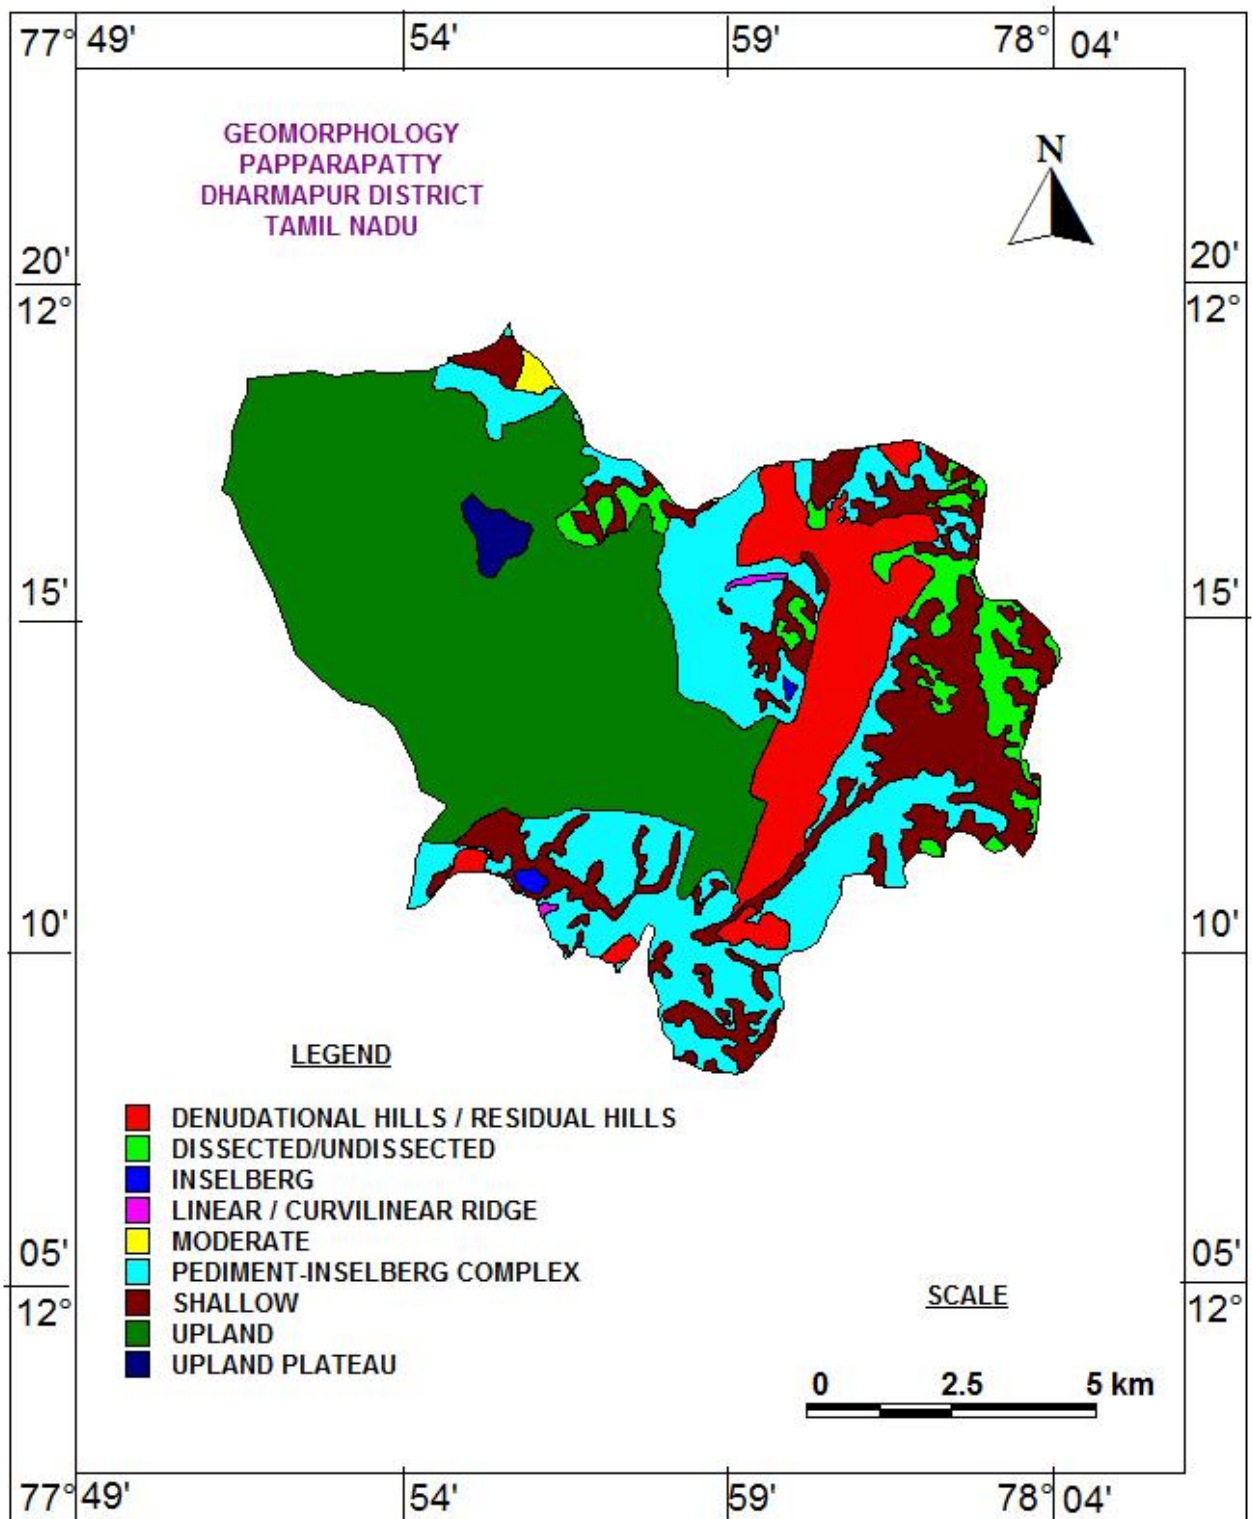 77° 49' 54' 59' 78° 04'
GEOMORPHOLOGY
PAPPARAPATTY
DHARMAPUR DISTRICT
TAMIL NADU
N
20' 20'
12° 12°
15' 15'
10' 10'
LEGEND
DENUDATIONAL HILLS / RESIDUAL HILLS
DISSECTED/UNDISSECTED
INSELBERG
LINEAR / CURVILINEAR RIDGE
MODERATE
05' 05'
PEDIMENT-INSELBERG COMPLEX
SHALLOW
SCALE
12° 12°
UPLAND
UPLAND PLATEAU
0 2.5 5 km
77° 49' 54' 59' 78° 04'